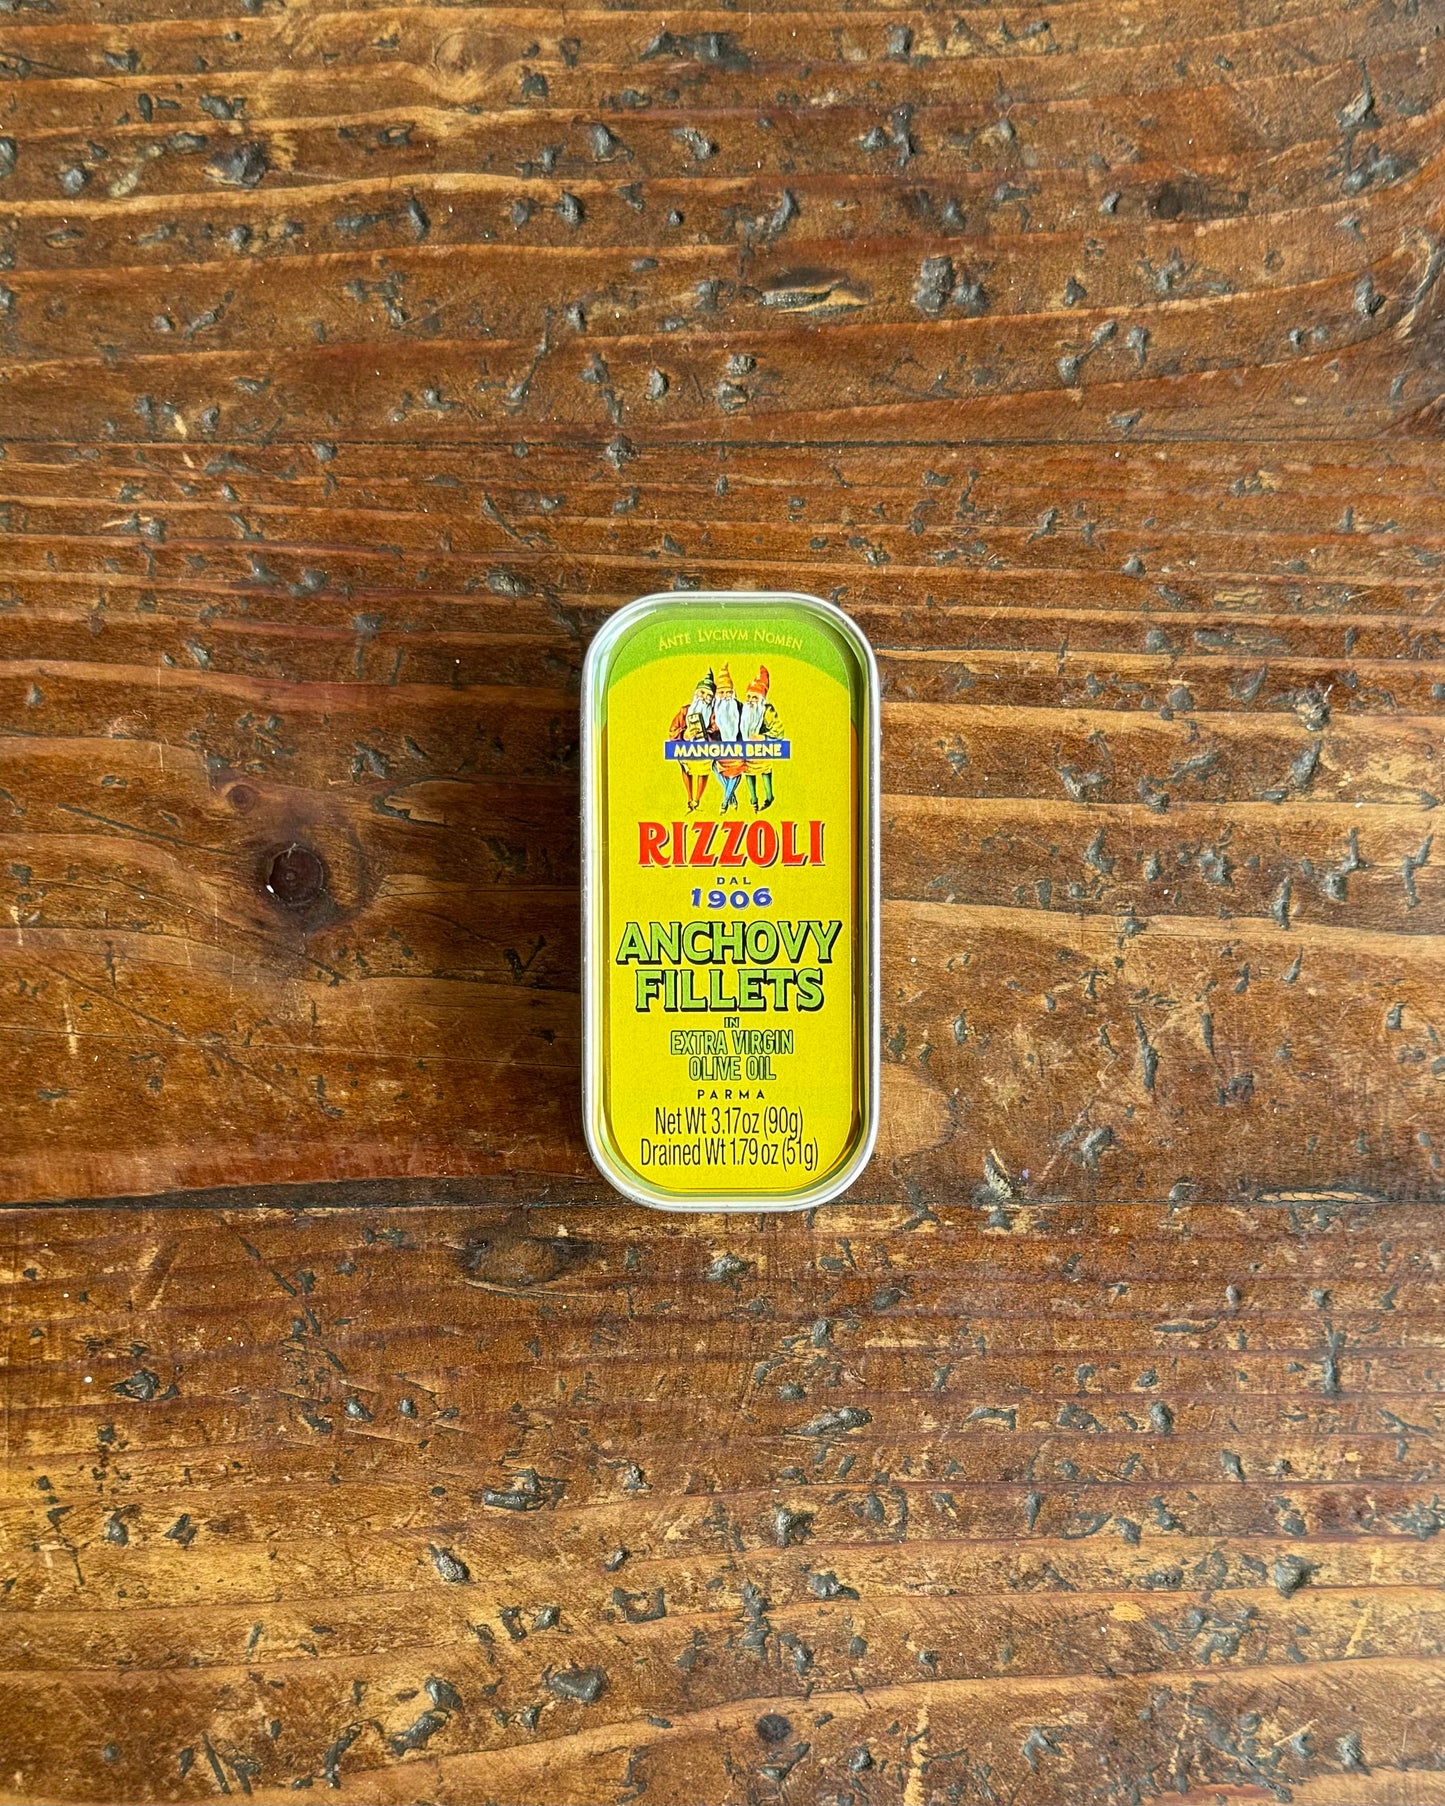 ANTE LVCRVM NOMEN
MANGIAR BENE
RIZZOLI
DAL
1906
ANCHOVY
FILLETS
IN
EXTRA VIRGIN
OLIVE OIL
PARMA
Net Wt 3.17oz (90g)
Drained Wt 1.79 oz (51g)